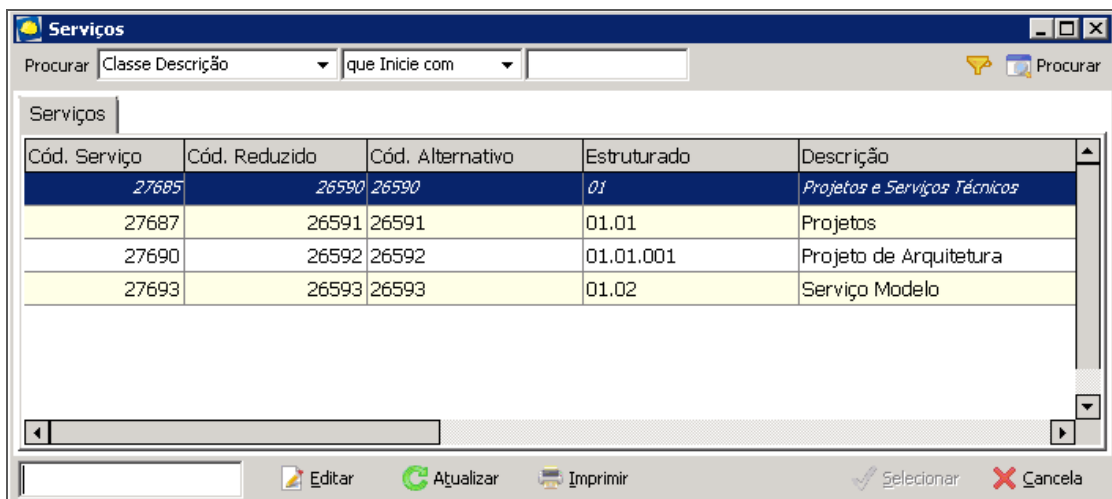 Serviços
Procurar Classe Descrição que Inicie com Procurar
Serviços
Cód. Serviço Cód. Reduzido Cód. Alternativo Estruturado Descrição
27685 26590 26590 01 Projetos e Serviços Técnicos
27687 26591 26591 01.01 Projetos
27690 26592 26592 01.01.001 Projeto de Arquitetura
27693 26593 26593 01.02 Serviço Modelo
Editar Atualizar Imprimir Selecionar Cancela